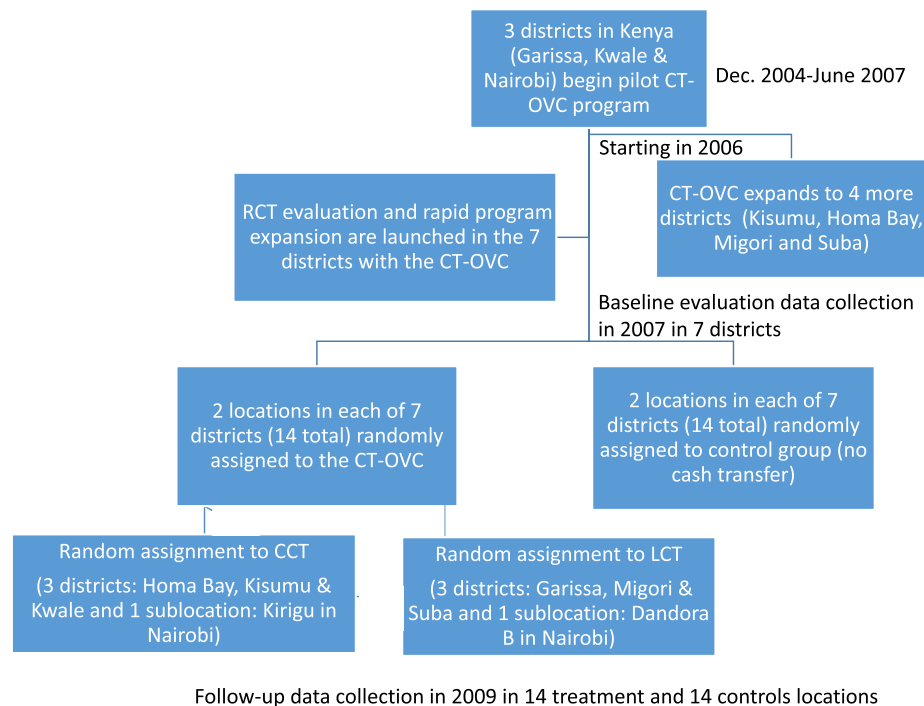 3 districts in Kenya
(Garissa, Kwale &
Nairobi) begin pilot CT-
OVC program
Dec. 2004-June 2007
Starting in 2006
CT-OVC expands to 4 more
districts (Kisumu, Homa Bay,
Migori and Suba)
RCT evaluation and rapid program
expansion are launched in the 7
districts with the CT-OVC
Baseline evaluation data collection
in 2007 in 7 districts
2 locations in each of 7
districts (14 total) randomly
assigned to the CT-OVC
2 locations in each of 7
districts (14 total) randomly
assigned to control group (no
cash transfer)
Random assignment to CCT
(3 districts: Homa Bay, Kisumu &
Kwale and 1 sublocation: Kirigu in
Nairobi)
Random assignment to LCT
(3 districts: Garissa, Migori &
Suba and 1 sublocation: Dandora
B in Nairobi)
Follow-up data collection in 2009 in 14 treatment and 14 controls locations